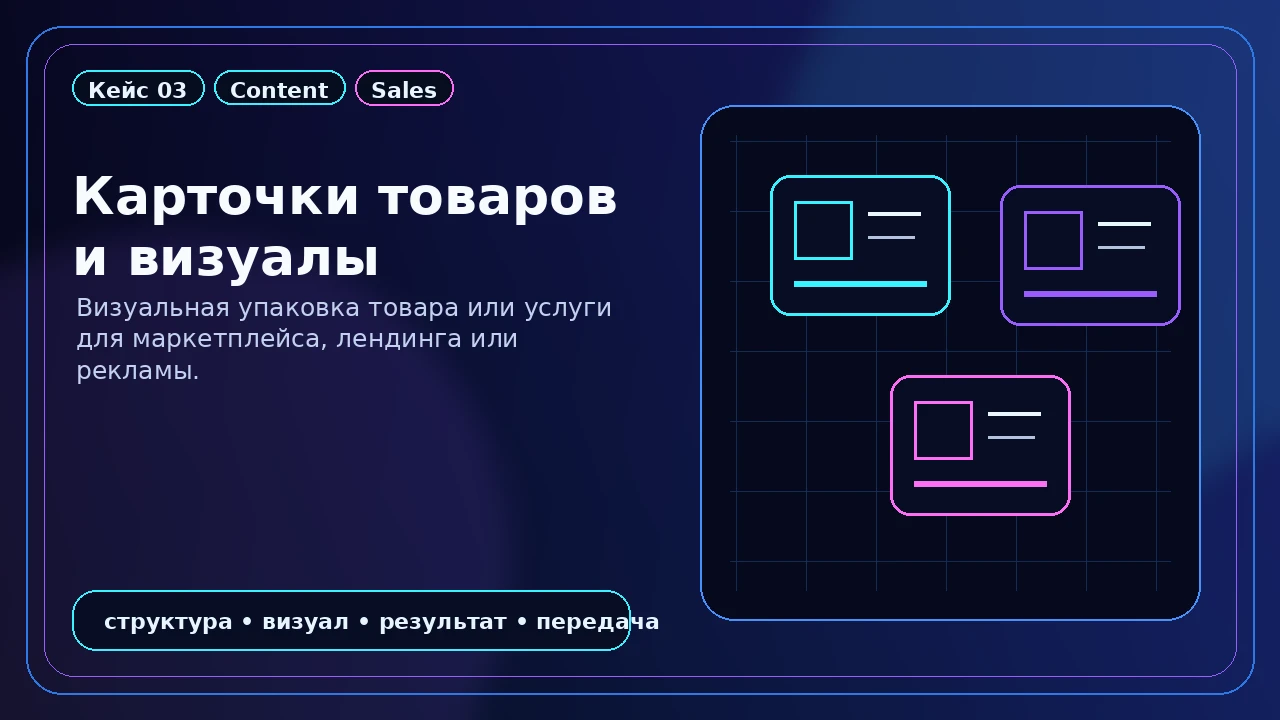 Кейс 03
Content
Sales
Карточки товаров
и визуалы
Визуальная упаковка товара или услуги
для маркетплейса, лендинга или
рекламы.
структура • визуал • результат • передача